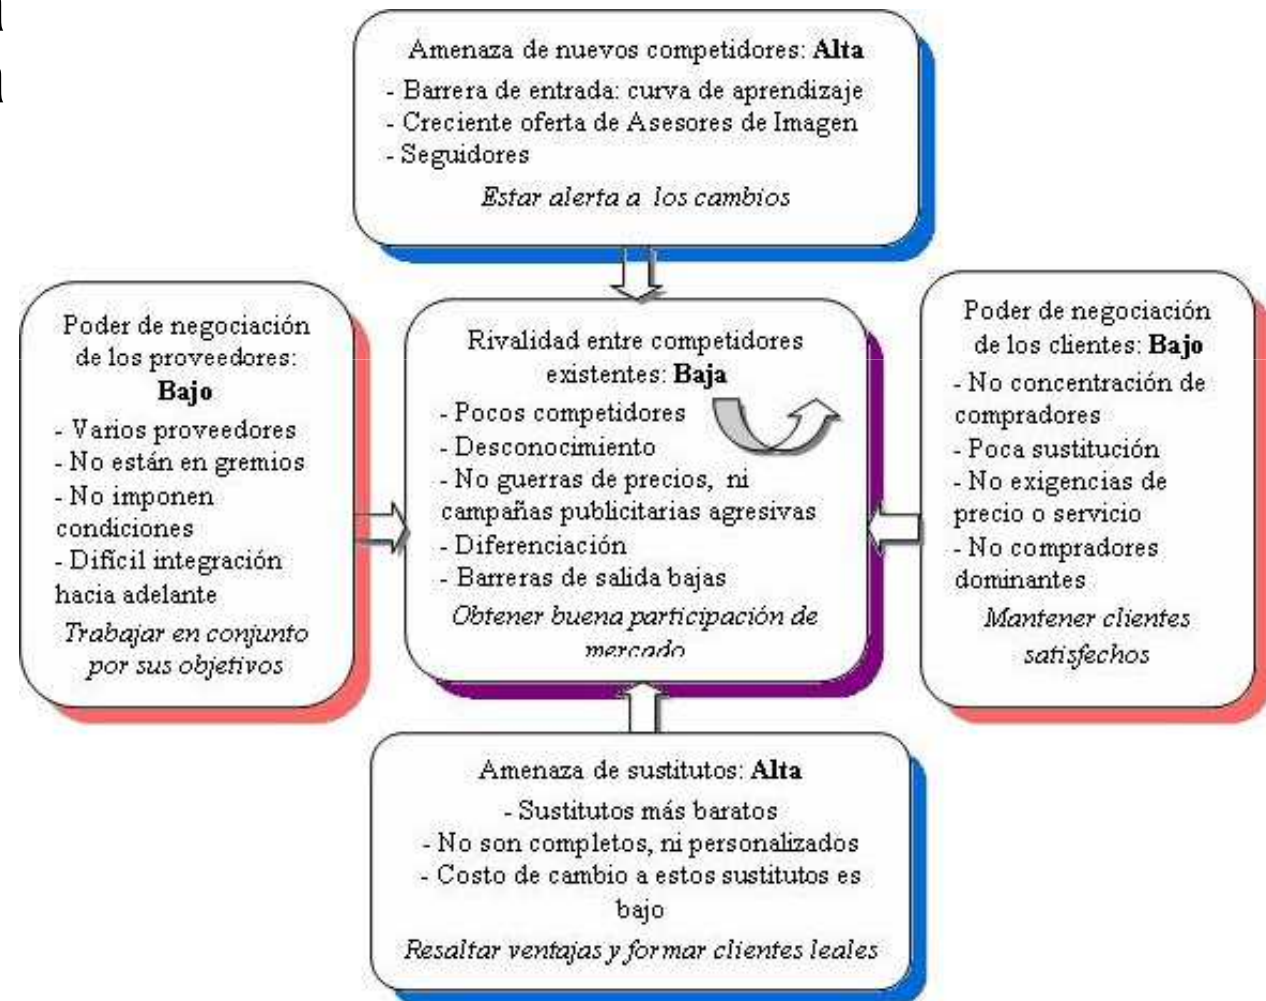 Amenaza de nuevos competidores: Alta
- Barrera de entrada: curva de aprendizaje
- Creciente oferta de Asesores de Imagen
- Seguidores
Estar alerta a los cambios
Poder de negociación
de los proveedores:
Bajo
- Varios proveedores
- No están en gremios
- No imponen
condiciones
- Difícil integración
hacia adelante
Trabajar en conjunto
por sus objetivos
Rivalidad entre competidores
existentes: Baja
- Pocos competidores
- Desconocimiento
- No guerras de precios, ni
campañas publicitarias agresivas
- Diferenciación
- Barreras de salida bajas
Obtener buena participación de
mercado
Poder de negociación
de los clientes: Bajo
- No concentración de
compradores
- Poca sustitución
- No exigencias de
precio o servicio
- No compradores
dominantes
Mantener clientes
satisfechos
Amenaza de sustitutos: Alta
- Sustitutos más baratos
- No son completos, ni personalizados
- Costo de cambio a estos sustitutos es
bajo
Resaltar ventajas y formar clientes leales